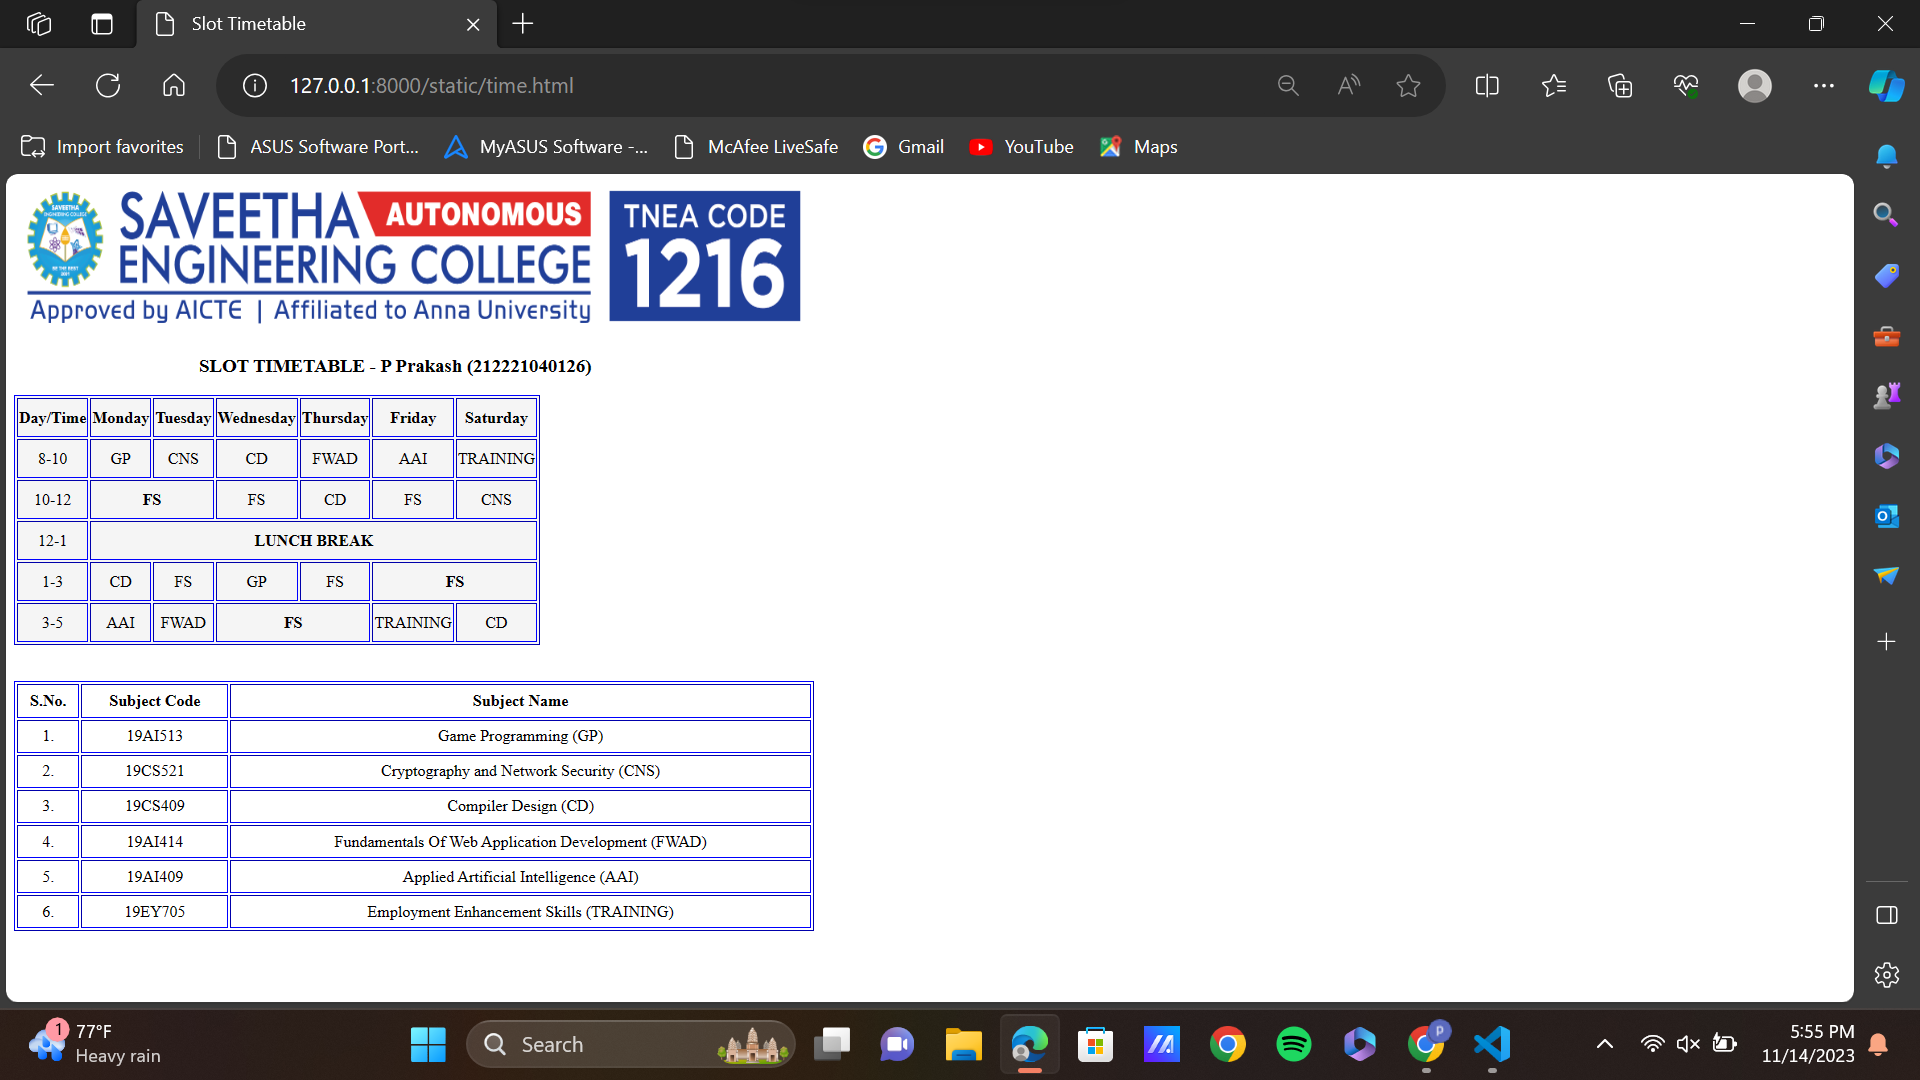 Slot Timetable
127.0.0.1:8000/static/time.html
Import favorites ASUS Software Port... MyASUS Software -... McAfee LiveSafe Gmail YouTube Maps
SAVEETHA AUTONOMOUS
ENGINEERING COLLEGE
Approved by AICTE | Affiliated to Anna University
TNEA CODE
1216
SLOT TIMETABLE - P Prakash (212221040126)
Day/Time Monday Tuesday Wednesday Thursday Friday Saturday
8-10 GP CNS CD FWAD AAI TRAINING
10-12 FS FS CD FS CNS
12-1 LUNCH BREAK
1-3 CD FS GP FS FS
3-5 AAI FWAD FS TRAINING CD
S.No. Subject Code Subject Name
1. 19AI513 Game Programming (GP)
2. 19CS521 Cryptography and Network Security (CNS)
3. 19CS409 Compiler Design (CD)
4. 19AI414 Fundamentals Of Web Application Development (FWAD)
5. 19AI409 Applied Artificial Intelligence (AAI)
6. 19EY705 Employment Enhancement Skills (TRAINING)
1 77°F
Heavy rain
Search
P
5:55 PM
11/14/2023